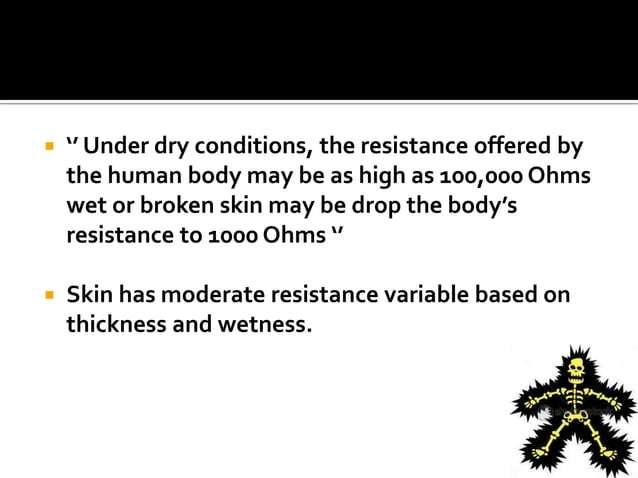 ‘’ Under dry conditions, the resistance offered by
the human body may be as high as 100,000 Ohms
wet or broken skin may be drop the body’s
resistance to 1000 Ohms ‘’
Skin has moderate resistance variable based on
thickness and wetness.